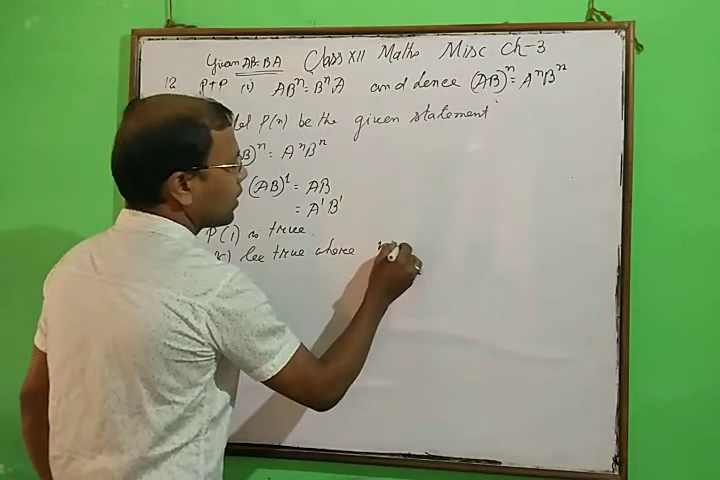 Given AB=BA Class XII Maths Misc Ch-3
12 P.T.P (i) ABⁿ = BⁿA and hence (AB)ⁿ = AⁿBⁿ
Let P(n) be the given statement
B)ⁿ = AⁿBⁿ
(AB)¹ = AB
= A¹B¹
P(1) is true.
k) be true where